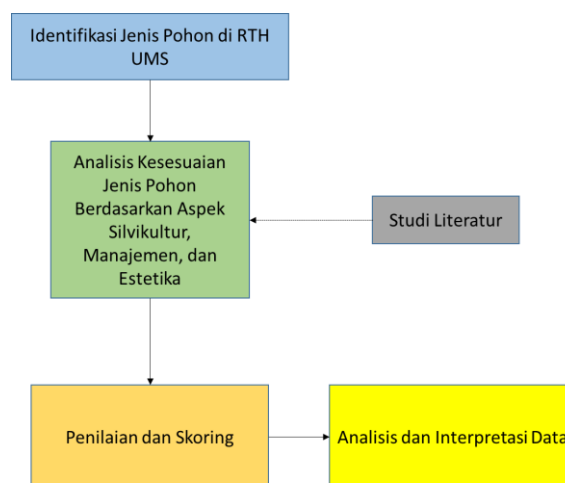 Identifikasi Jenis Pohon di RTH
UMS
Analisis Kesesuaian
Jenis Pohon
Berdasarkan Aspek
Silvikultur,
Manajemen, dan
Estetika
Studi Literatur
Penilaian dan Skoring
Analisis dan Interpretasi Data